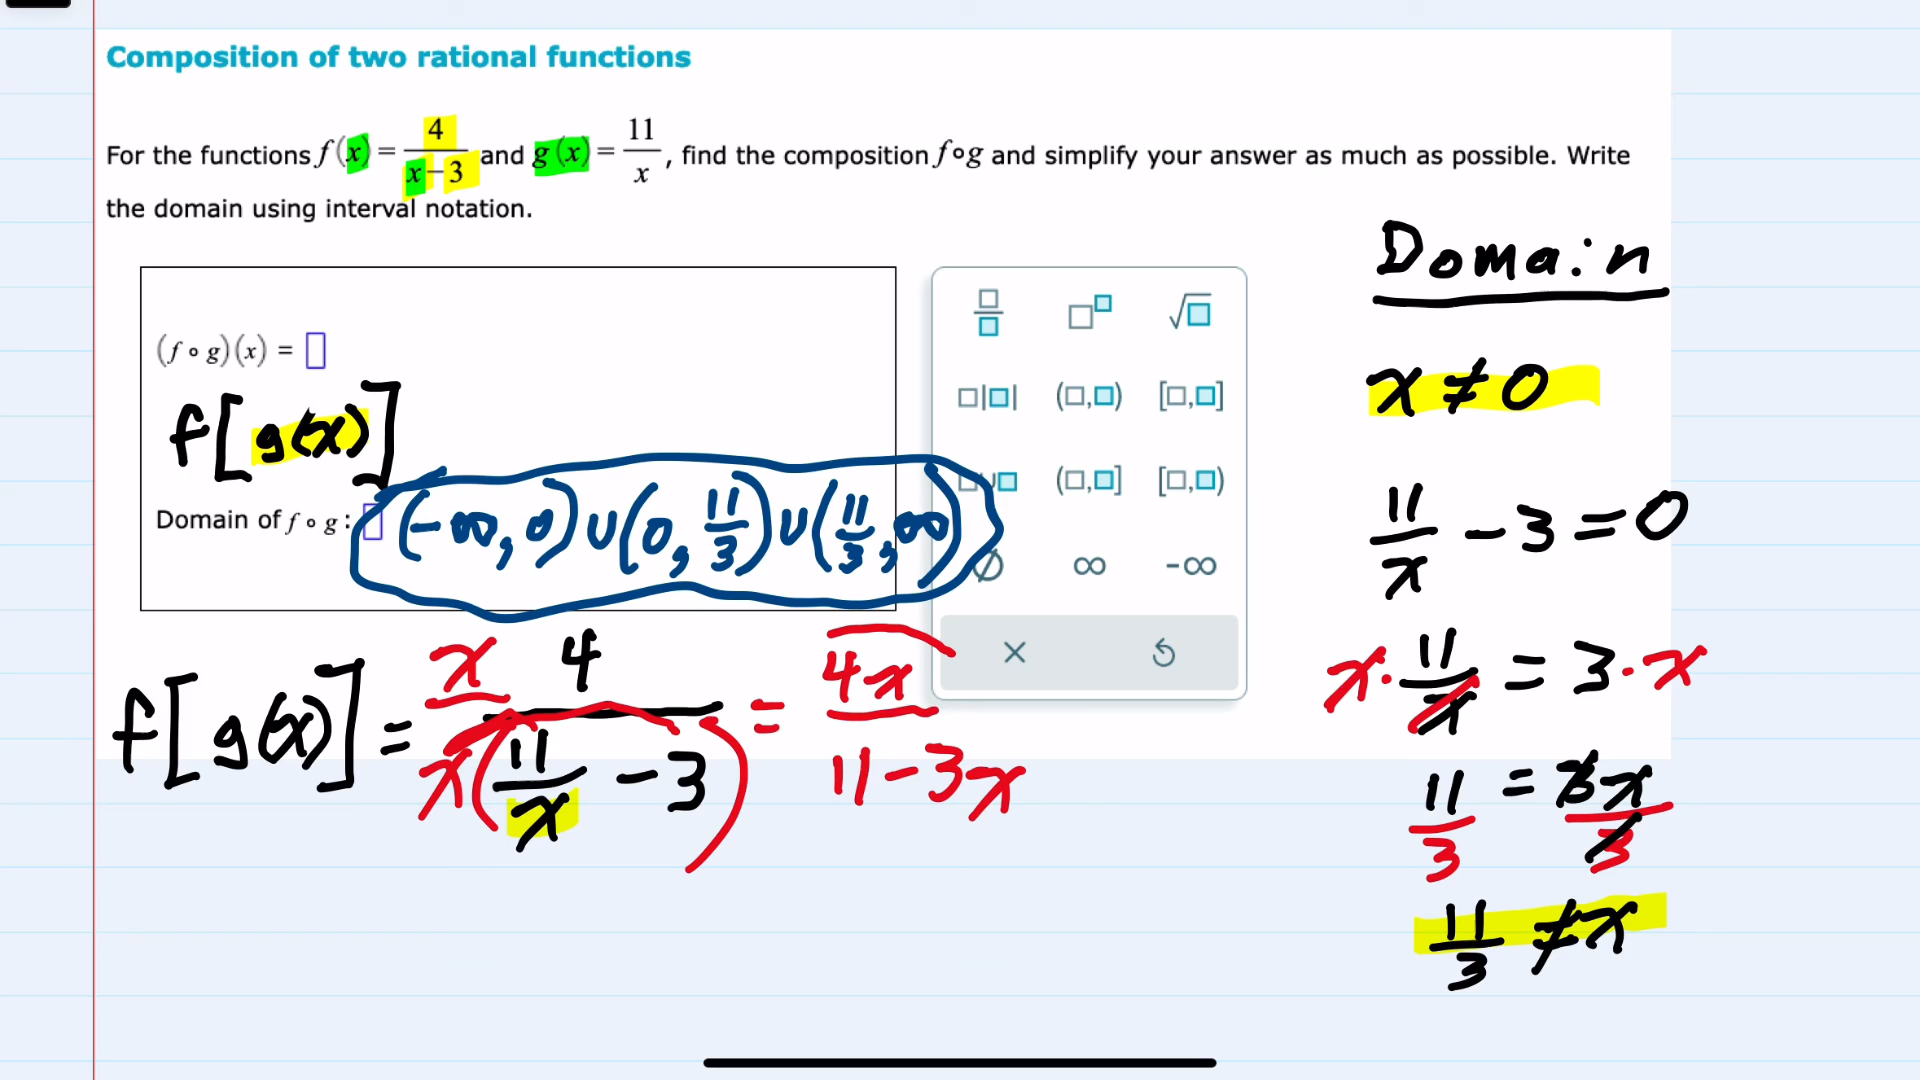 Composition of two rational functions
For the functions f(x) = 4/(x−3) and g(x) = 11/x, find the composition f∘g and simplify your answer as much as possible. Write
the domain using interval notation.
(f ∘ g)(x) = □
f[g(x)]
Domain of f ∘ g : □ (−∞, 0) ∪ (0, 11/3) ∪ (11/3, ∞)
f[g(x)] = x/x · 4/(11/x − 3) = 4x/(11−3x)
□/□ □^□ √□
□|□| (□,□) [□,□]
□∪□ (□,□] [□,□)
∅ ∞ −∞
× ↺
Domain
x ≠ 0
11/x − 3 = 0
x · 11/x = 3 · x
11/3 = 3x/3
11/3 ≠ x